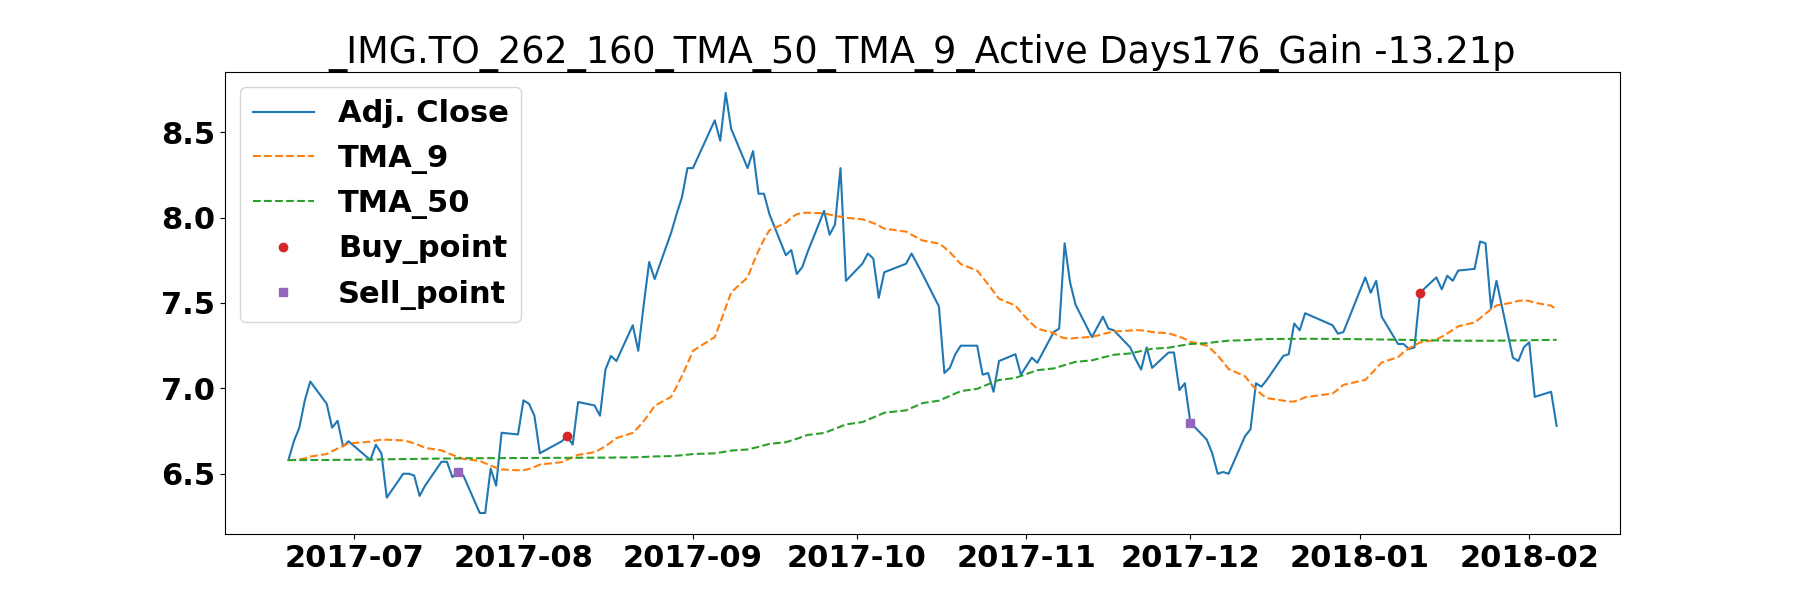 _IMG.TO_262_160_TMA_50_TMA_9_Active Days176_Gain -13.21p
Adj. Close
TMA_9
TMA_50
Buy_point
Sell_point
8.5
8.0
7.5
7.0
6.5
2017-07 2017-08 2017-09 2017-10 2017-11 2017-12 2018-01 2018-02